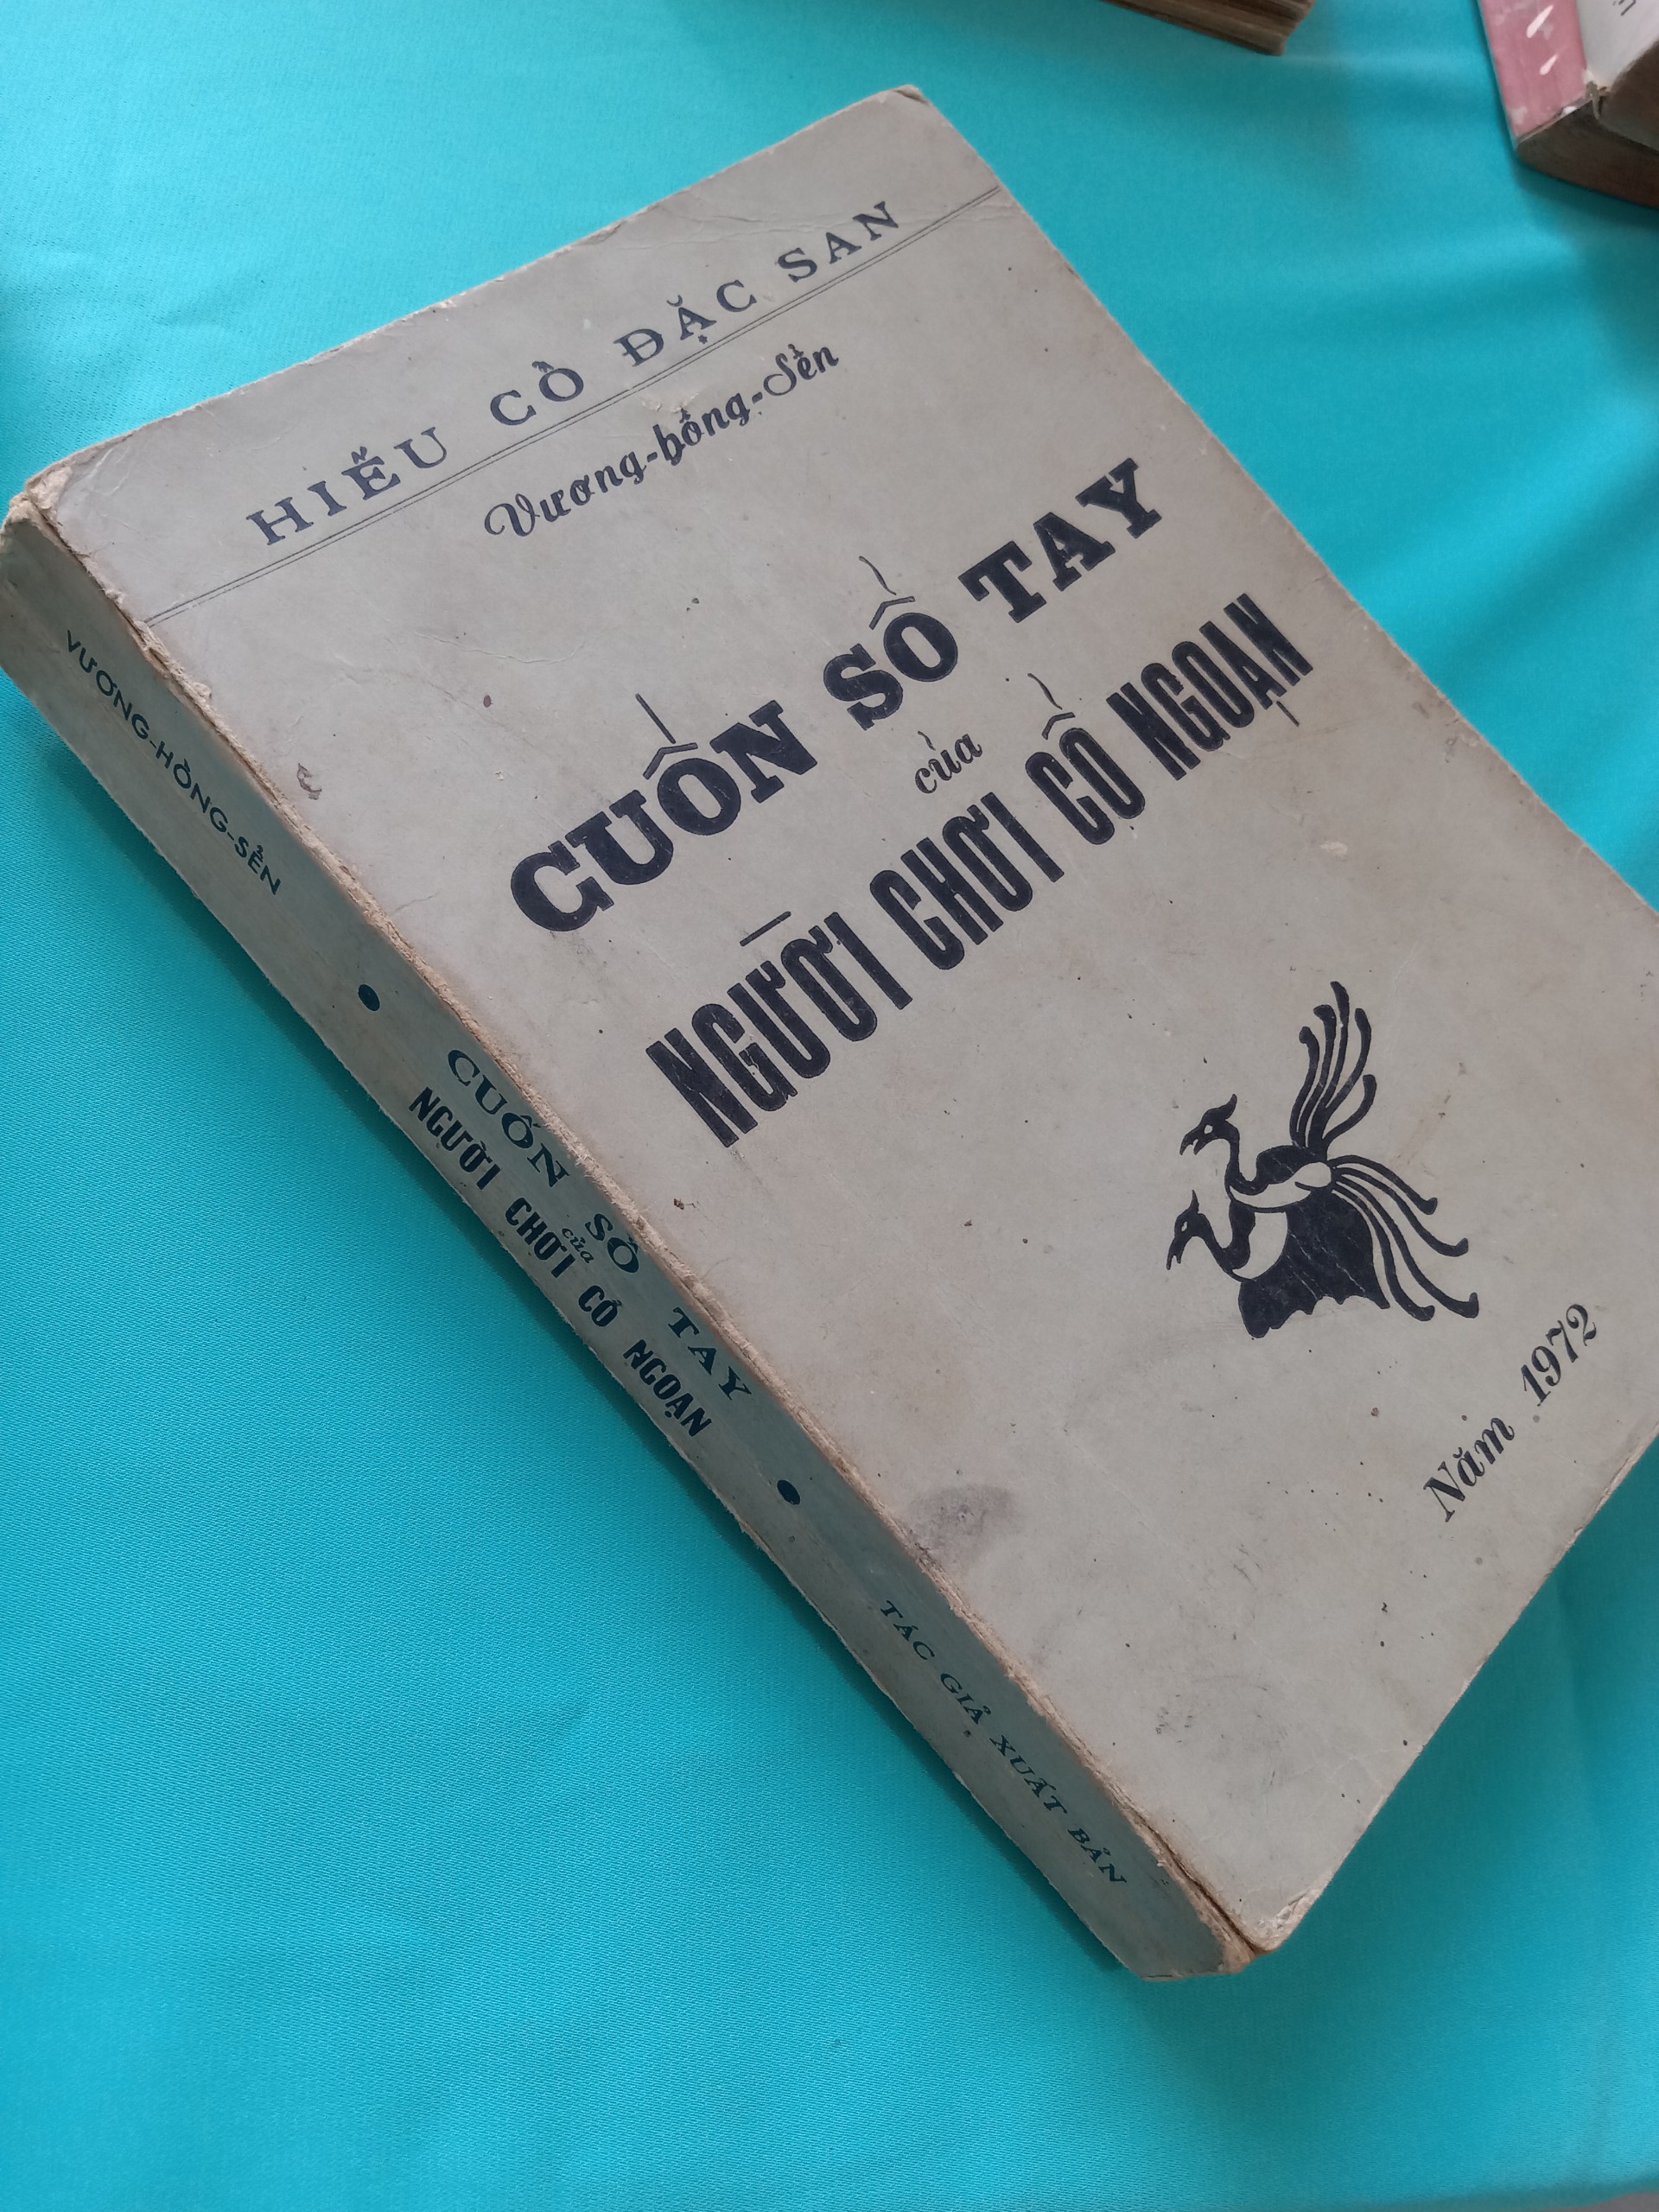 HIẾU CỔ ĐẶC SAN
Vương-hồng-Sển
CUỐN SỔ TAY
của
NGƯỜI CHƠI CỔ NGOẠN
Năm 1972
VƯƠNG-HỒNG-SỂN • CUỐN SỔ TAY
của
NGƯỜI CHƠI CỔ NGOẠN • TÁC GIẢ XUẤT BẢN